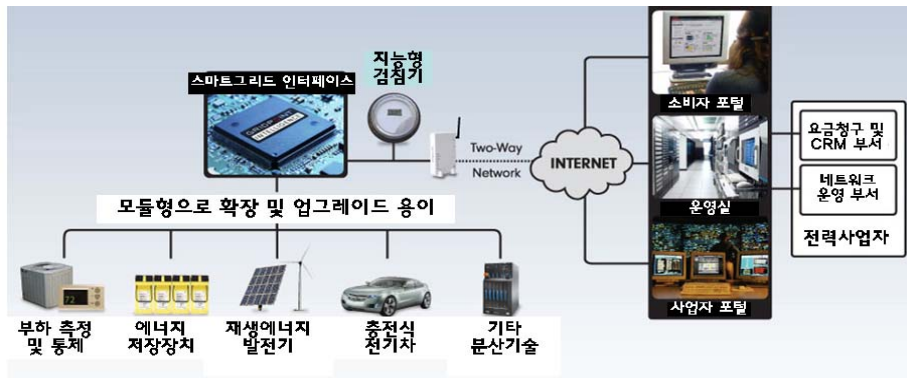 지능형
검침기
스마트그리드 인터페이스
INTELLIGENCE
Two-Way
Network
INTERNET
소비자 포털
운영실
사업자 포털
요금청구 및
CRM 부서
네트워크
운영 부서
전력사업자
모듈형으로 확장 및 업그레이드 용이
72
부하 측정
및 통제
에너지
저장장치
재생에너지
발전기
충전식
전기차
기타
분산기술